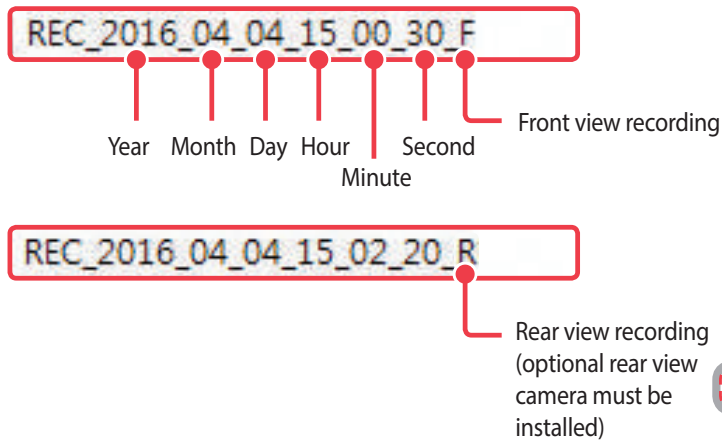 REC_2016_04_04_15_00_30_F
Front view recording
Year Month Day Hour Second
Minute
REC_2016_04_04_15_02_20_R
Rear view recording
(optional rear view
camera must be
installed)